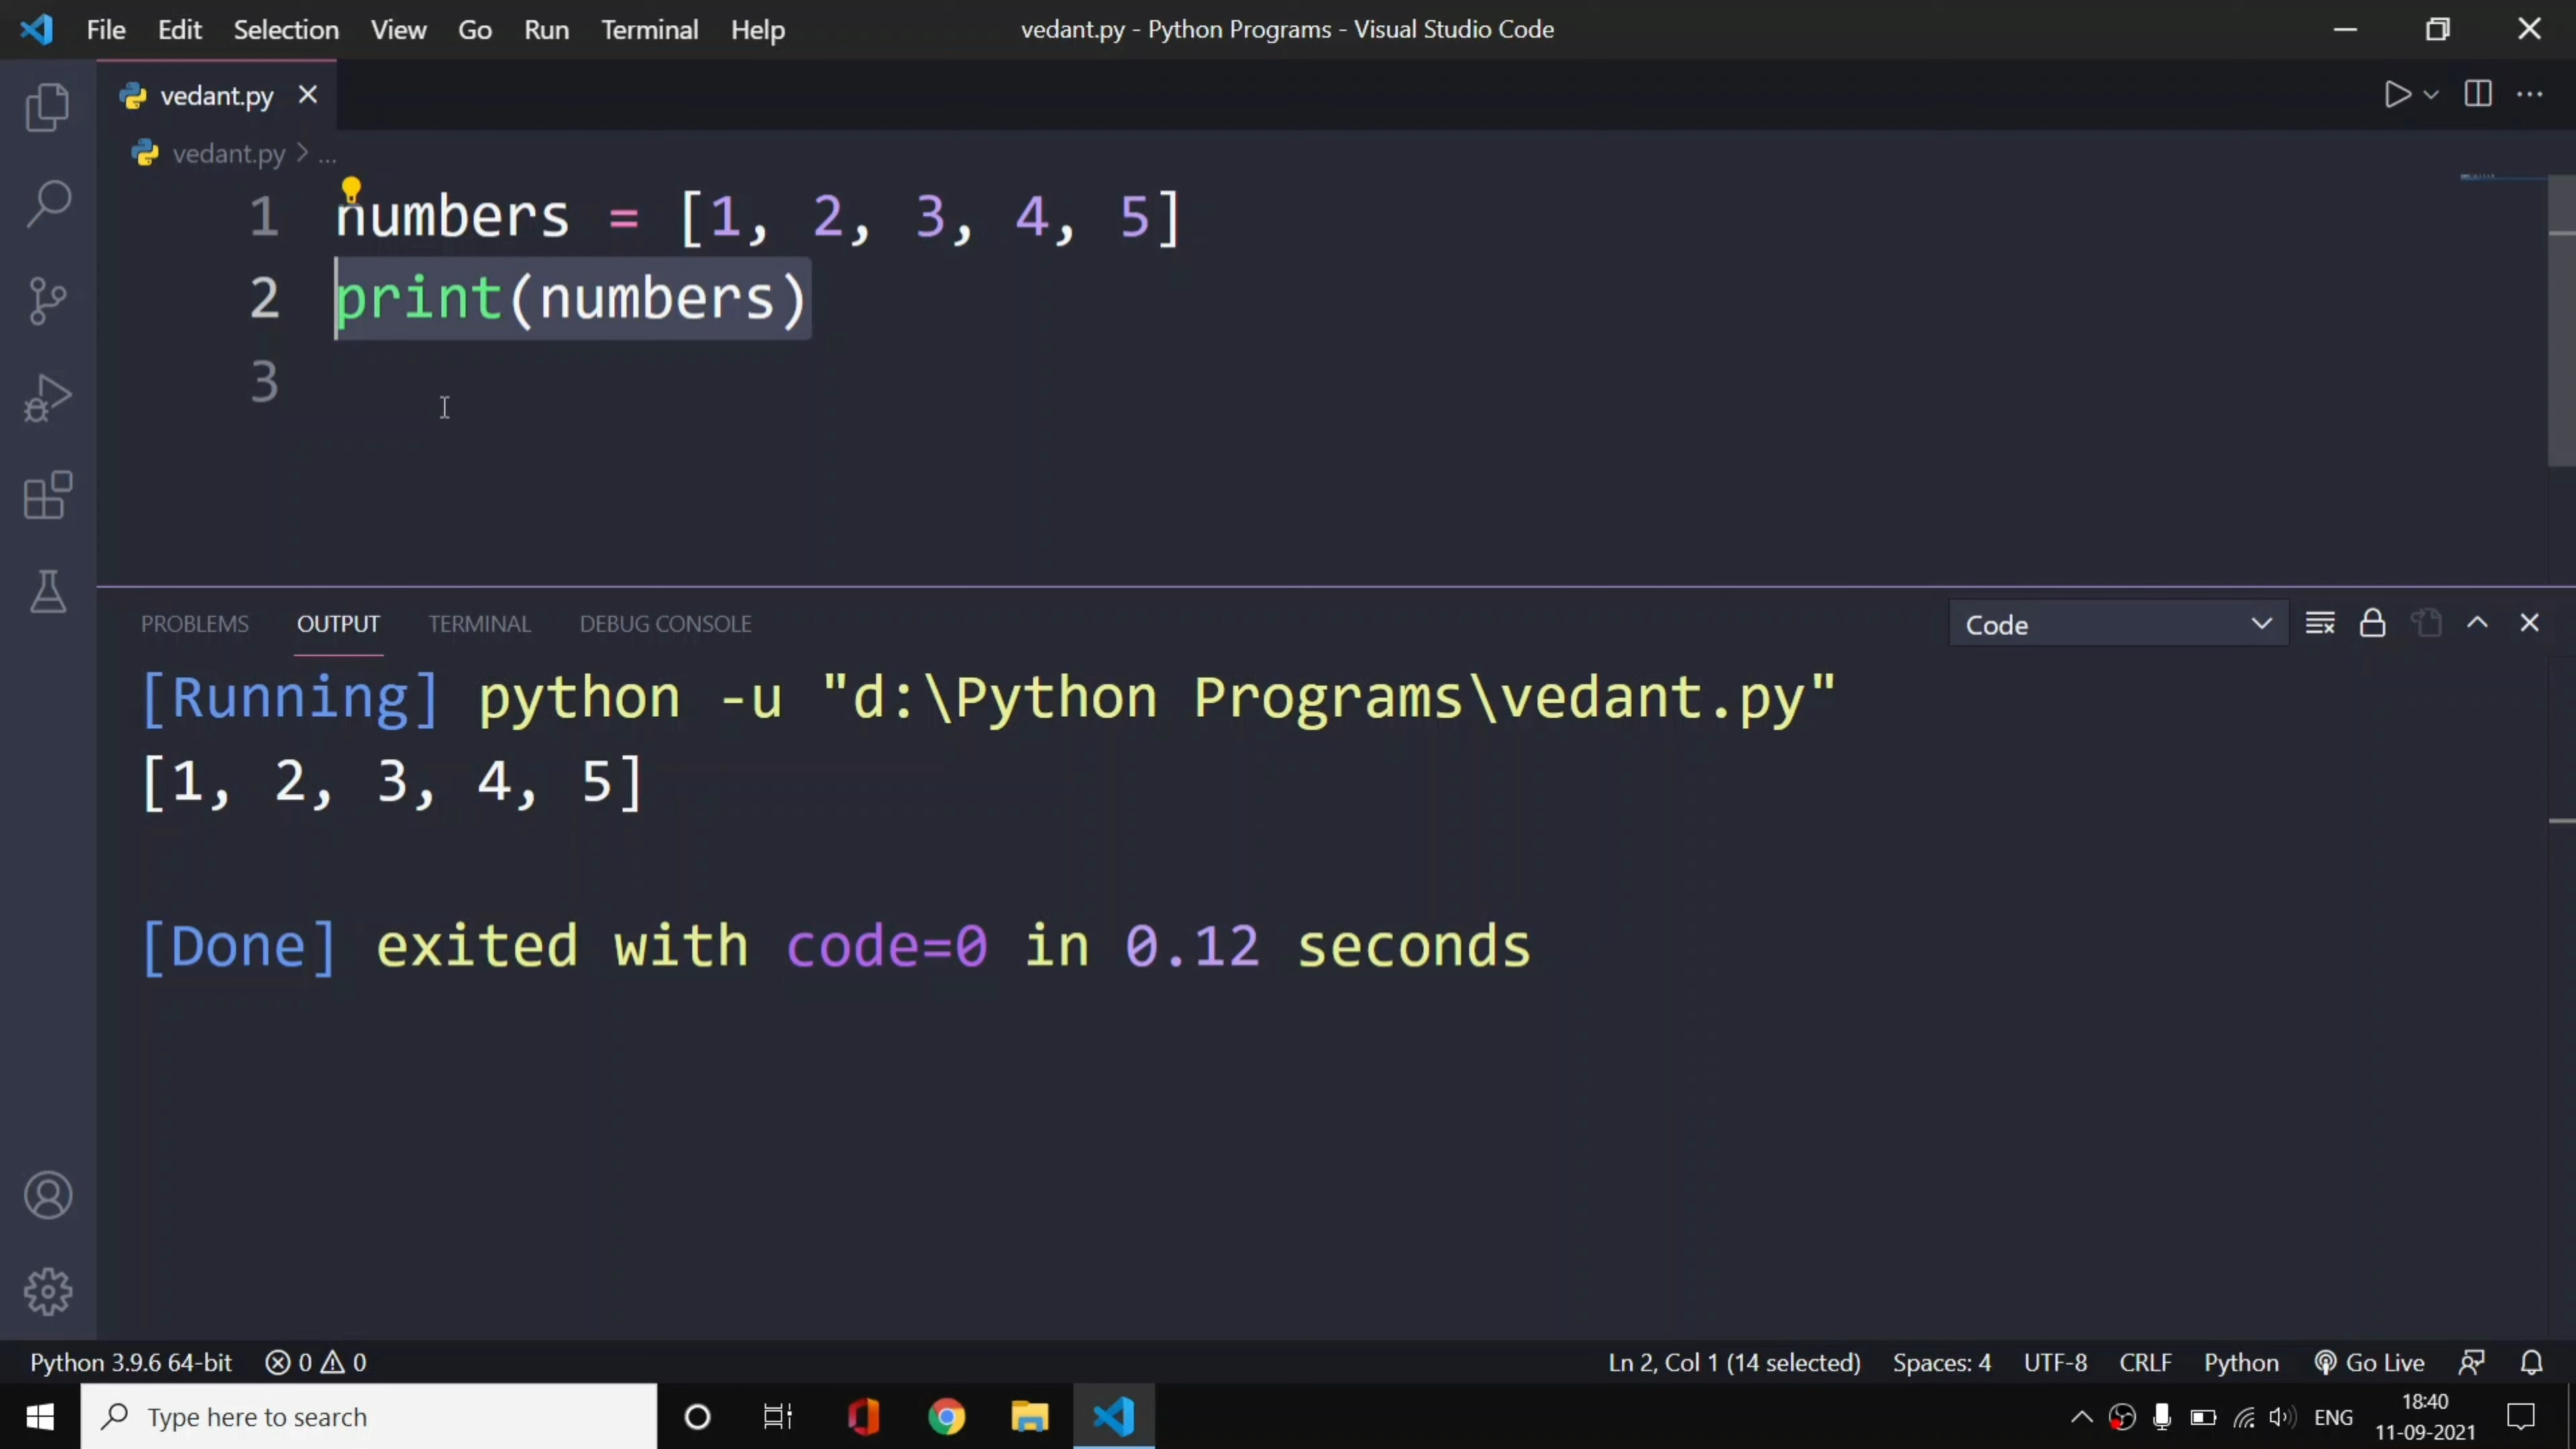 File Edit Selection View Go Run Terminal Help vedant.py - Python Programs - Visual Studio Code
vedant.py
vedant.py > ...
1 numbers = [1, 2, 3, 4, 5]
2 print(numbers)
3
PROBLEMS OUTPUT TERMINAL DEBUG CONSOLE Code
[Running] python -u "d:\Python Programs\vedant.py"
[1, 2, 3, 4, 5]
[Done] exited with code=0 in 0.12 seconds
Python 3.9.6 64-bit 0 0 Ln 2, Col 1 (14 selected) Spaces: 4 UTF-8 CRLF Python Go Live
Type here to search ENG 18:40
11-09-2021